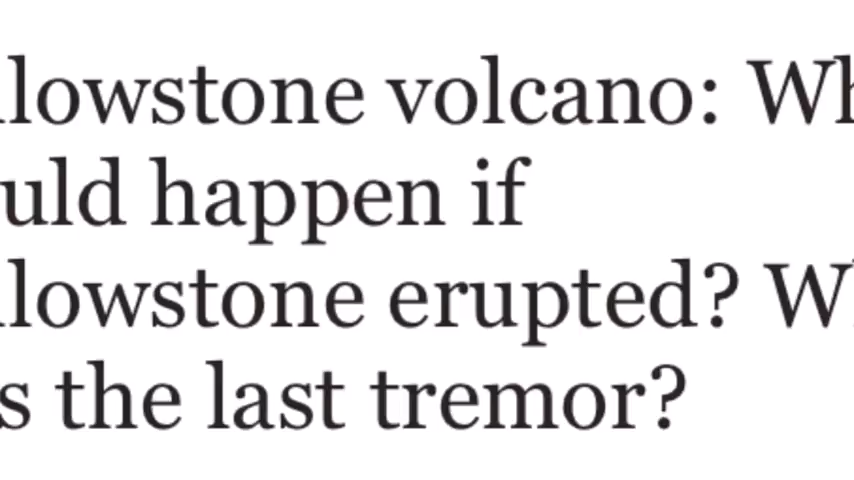 llowstone volcano: Wh
uld happen if
llowstone erupted? W
s the last tremor?